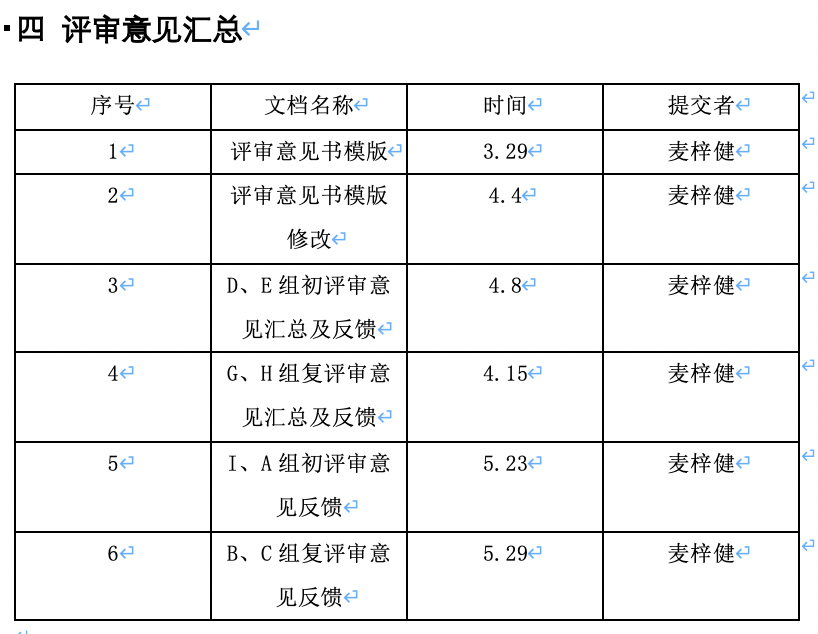 四 评审意见汇总
序号 文档名称 时间 提交者
1 评审意见书模版 3.29 麦梓健
2 评审意见书模版 4.4 麦梓健
修改
3 D、E 组初评审意 4.8 麦梓健
见汇总及反馈
4 G、H 组复评审意 4.15 麦梓健
见汇总及反馈
5 I、A 组初评审意 5.23 麦梓健
见反馈
6 B、C 组复评审意 5.29 麦梓健
见反馈